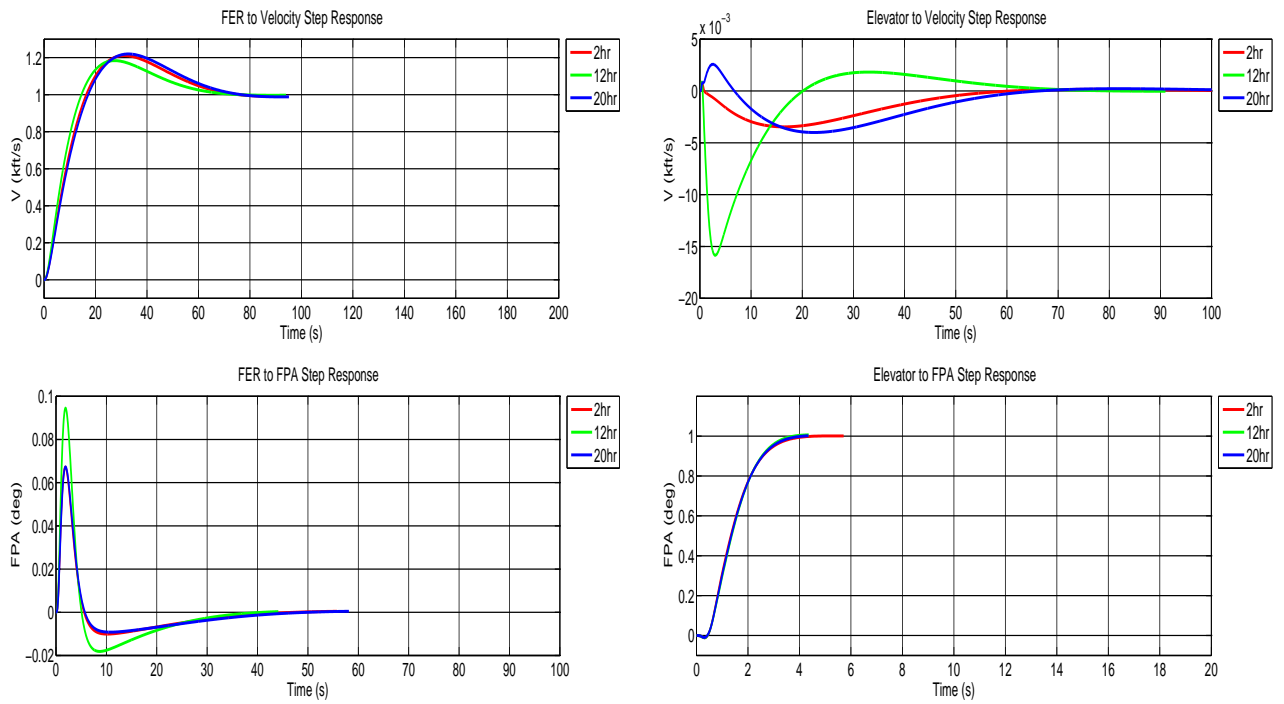 FER to Velocity Step Response
V (kft/s)
1.2
1
0.8
0.6
0.4
0.2
0
0 20 40 60 80 100 120 140 160 180 200
Time (s)
2hr
12hr
20hr
Elevator to Velocity Step Response
x 10⁻³
V (kft/s)
5
0
−5
−10
−15
−20
0 10 20 30 40 50 60 70 80 90 100
Time (s)
2hr
12hr
20hr
FER to FPA Step Response
FPA (deg)
0.1
0.08
0.06
0.04
0.02
0
−0.02
0 10 20 30 40 50 60 70 80 90 100
Time (s)
2hr
12hr
20hr
Elevator to FPA Step Response
FPA (deg)
1
0.8
0.6
0.4
0.2
0
0 2 4 6 8 10 12 14 16 18 20
Time (s)
2hr
12hr
20hr